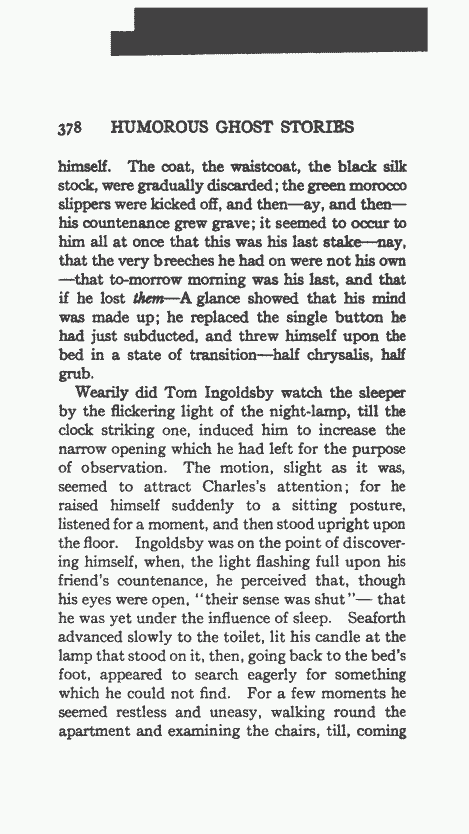 378 HUMOROUS GHOST STORIES
himself. The coat, the waistcoat, the black silk
stock, were gradually discarded; the green morocco
slippers were kicked off, and then—ay, and then—
his countenance grew grave; it seemed to occur to
him all at once that this was his last stake—nay,
that the very breeches he had on were not his own
—that to-morrow morning was his last, and that
if he lost them—A glance showed that his mind
was made up; he replaced the single button he
had just subducted, and threw himself upon the
bed in a state of transition—half chrysalis, half
grub.
Wearily did Tom Ingoldsby watch the sleeper
by the flickering light of the night-lamp, till the
clock striking one, induced him to increase the
narrow opening which he had left for the purpose
of observation. The motion, slight as it was,
seemed to attract Charles's attention; for he
raised himself suddenly to a sitting posture,
listened for a moment, and then stood upright upon
the floor. Ingoldsby was on the point of discover-
ing himself, when, the light flashing full upon his
friend's countenance, he perceived that, though
his eyes were open, "their sense was shut"— that
he was yet under the influence of sleep. Seaforth
advanced slowly to the toilet, lit his candle at the
lamp that stood on it, then, going back to the bed's
foot, appeared to search eagerly for something
which he could not find. For a few moments he
seemed restless and uneasy, walking round the
apartment and examining the chairs, till, coming